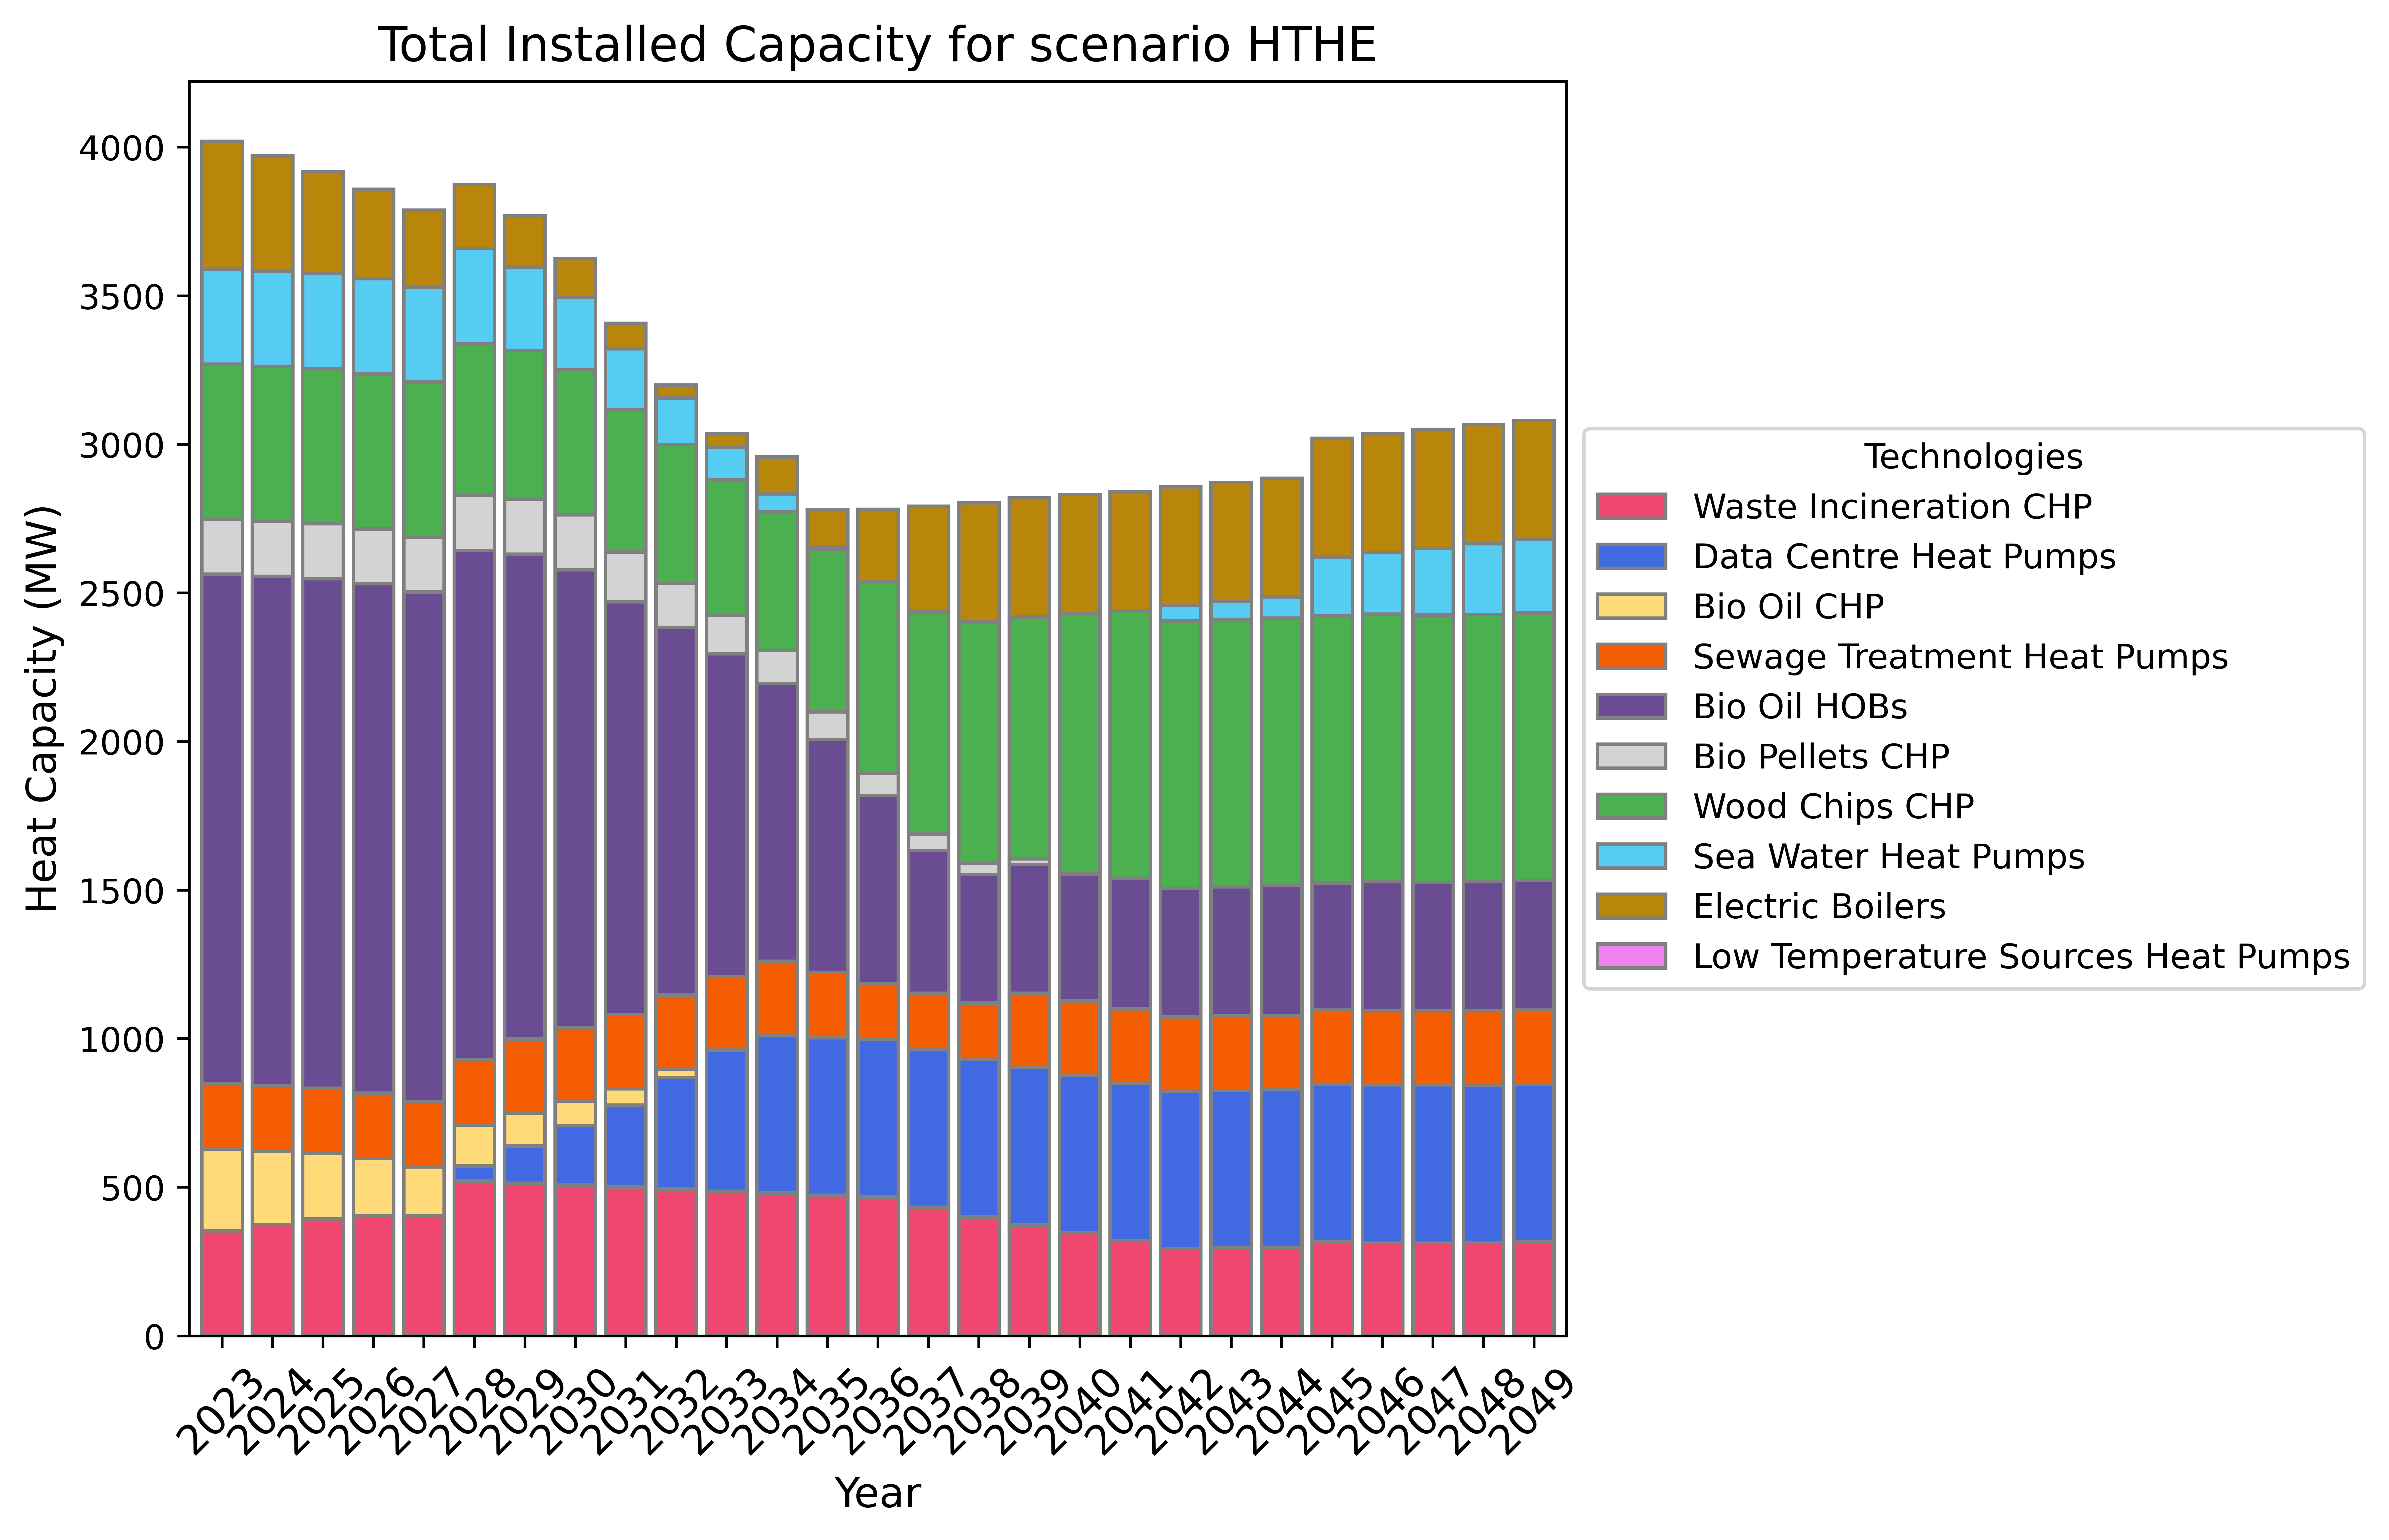 Total Installed Capacity for scenario HTHE
Heat Capacity (MW)
4000
3500
3000
2500
2000
1500
1000
500
0
2023
2024
2025
2026
2027
2028
2029
2030
2031
2032
2033
2034
2035
2036
2037
2038
2039
2040
2041
2042
2043
2044
2045
2046
2047
2048
2049
Year
Technologies
Waste Incineration CHP
Data Centre Heat Pumps
Bio Oil CHP
Sewage Treatment Heat Pumps
Bio Oil HOBs
Bio Pellets CHP
Wood Chips CHP
Sea Water Heat Pumps
Electric Boilers
Low Temperature Sources Heat Pumps